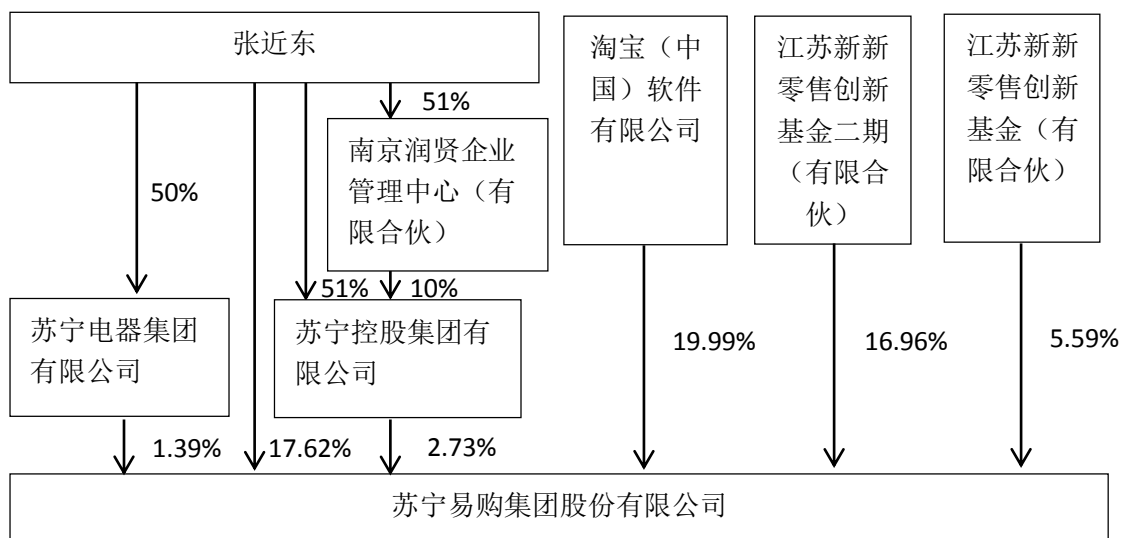 张近东
淘宝（中
国）软件
有限公司
江苏新新
零售创新
基金二期
（有限合
伙）
江苏新新
零售创新
基金（有
限合伙）
51%
南京润贤企业
管理中心（有
限合伙）
50%
51%
10%
苏宁电器集团
有限公司
苏宁控股集团有
限公司
19.99%
16.96%
5.59%
1.39%
17.62%
2.73%
苏宁易购集团股份有限公司